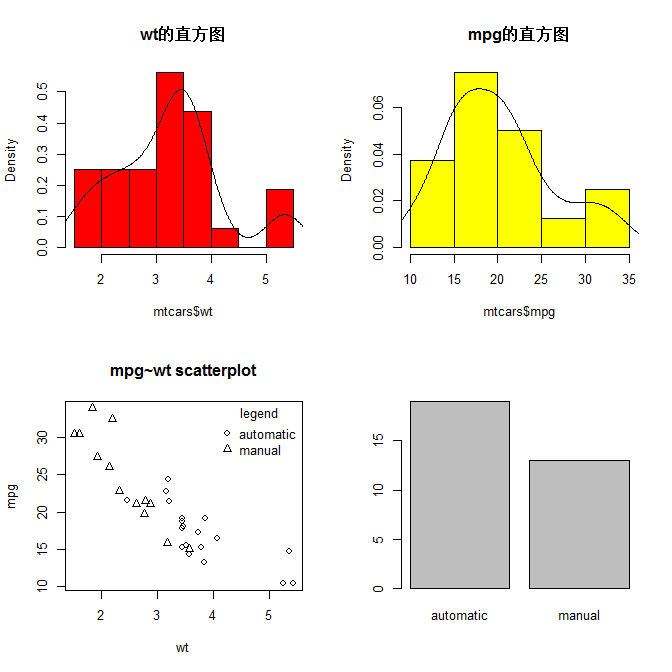 wt的直方图
Density
0.0 0.1 0.2 0.3 0.4 0.5
2 3 4 5
mtcars$wt
mpg的直方图
Density
0.00 0.02 0.04 0.06
10 15 20 25 30 35
mtcars$mpg
mpg~wt scatterplot
mpg
10 15 20 25 30
legend
automatic
manual
2 3 4 5
wt
0 5 10 15
automatic manual